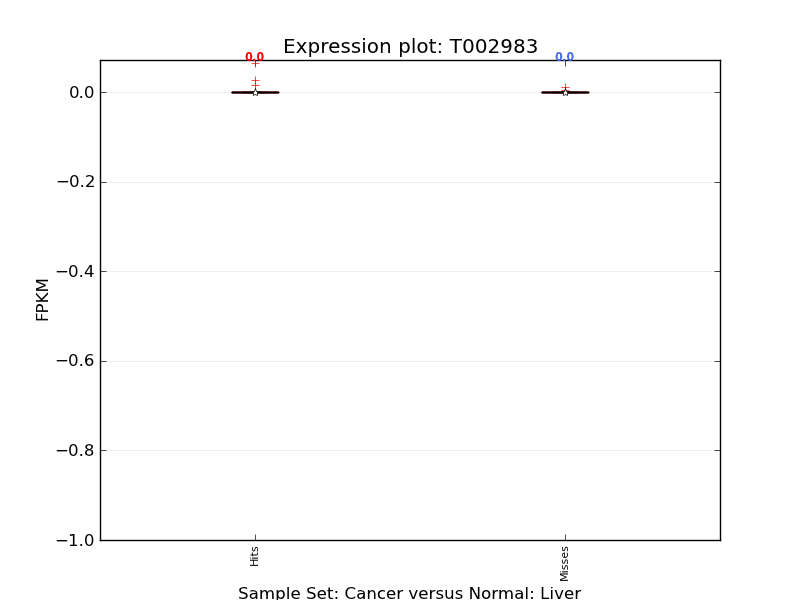 Expression plot: T002983
0.0 0.0
0.0
−0.2
−0.4
−0.6
−0.8
−1.0
FPKM
Hits Misses
Sample Set: Cancer versus Normal: Liver